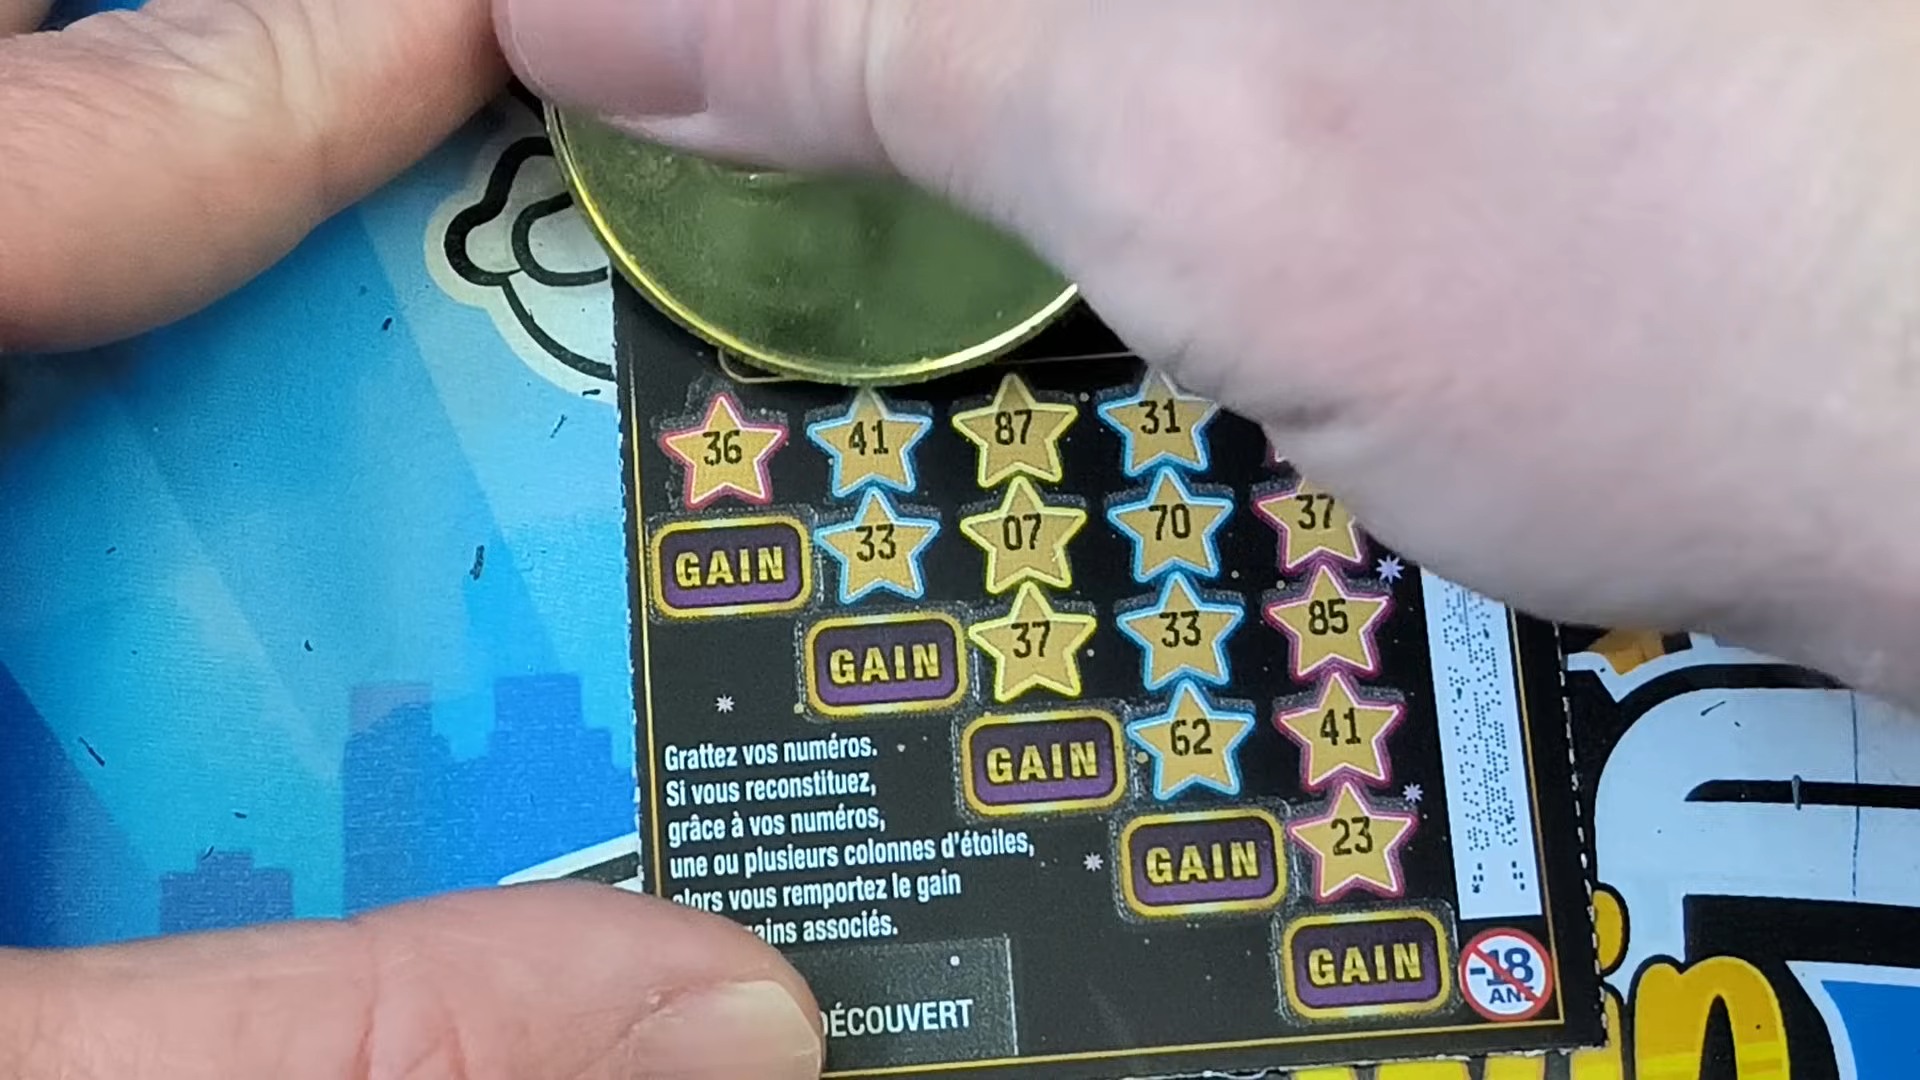 36 41 87 31
GAIN 33 07 70 37
GAIN 37 33 85
GAIN 62 41
GAIN 23
GAIN
Grattez vos numéros.
Si vous reconstituez,
grâce à vos numéros,
une ou plusieurs colonnes d'étoiles,
alors vous remportez le gain
associés.
DÉCOUVERT
-18
ANS